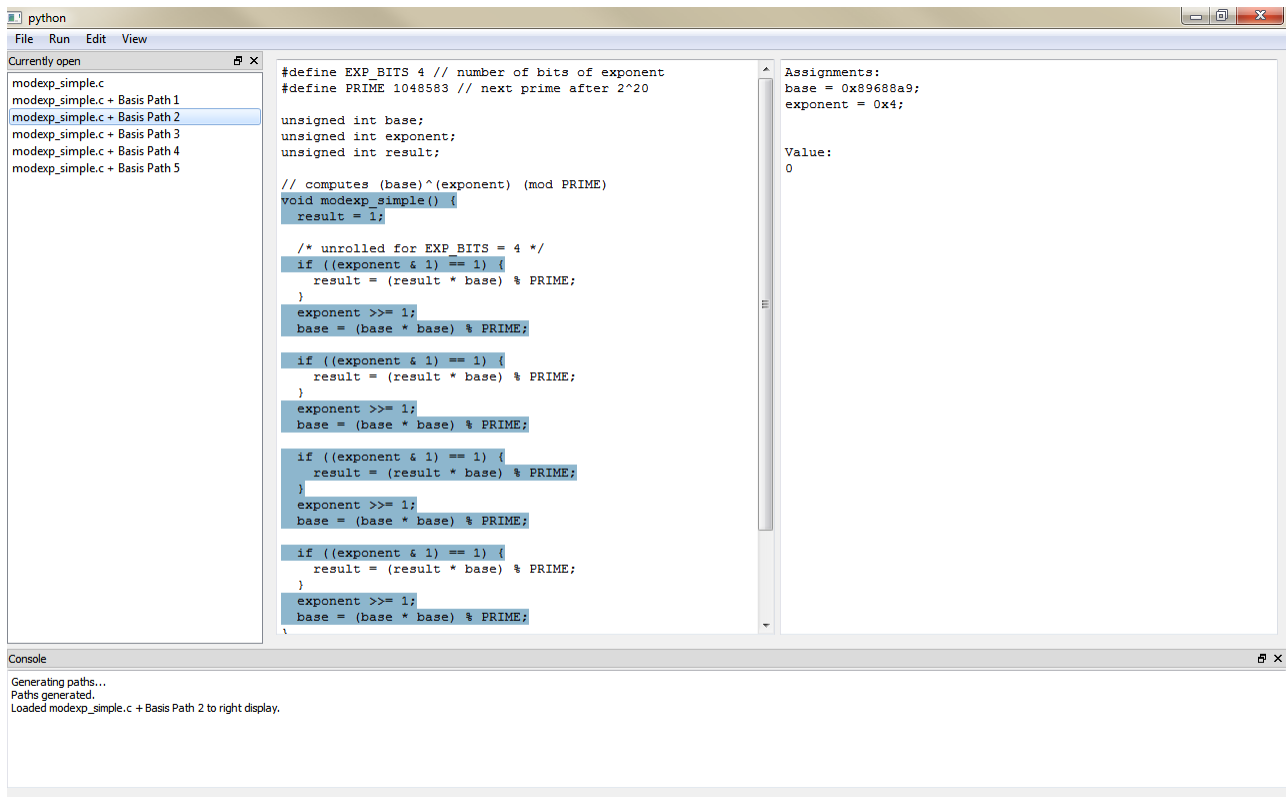 python
File Run Edit View
Currently open
modexp_simple.c
modexp_simple.c + Basis Path 1
modexp_simple.c + Basis Path 2
modexp_simple.c + Basis Path 3
modexp_simple.c + Basis Path 4
modexp_simple.c + Basis Path 5
#define EXP_BITS 4 // number of bits of exponent
#define PRIME 1048583 // next prime after 2^20
unsigned int base;
unsigned int exponent;
unsigned int result;
// computes (base)^(exponent) (mod PRIME)
void modexp_simple() {
result = 1;
/* unrolled for EXP_BITS = 4 */
if ((exponent & 1) == 1) {
result = (result * base) % PRIME;
}
exponent >>= 1;
base = (base * base) % PRIME;
if ((exponent & 1) == 1) {
result = (result * base) % PRIME;
}
exponent >>= 1;
base = (base * base) % PRIME;
if ((exponent & 1) == 1) {
result = (result * base) % PRIME;
}
exponent >>= 1;
base = (base * base) % PRIME;
if ((exponent & 1) == 1) {
result = (result * base) % PRIME;
}
exponent >>= 1;
base = (base * base) % PRIME;
}
Assignments:
base = 0x89688a9;
exponent = 0x4;
Value:
0
Console
Generating paths...
Paths generated.
Loaded modexp_simple.c + Basis Path 2 to right display.